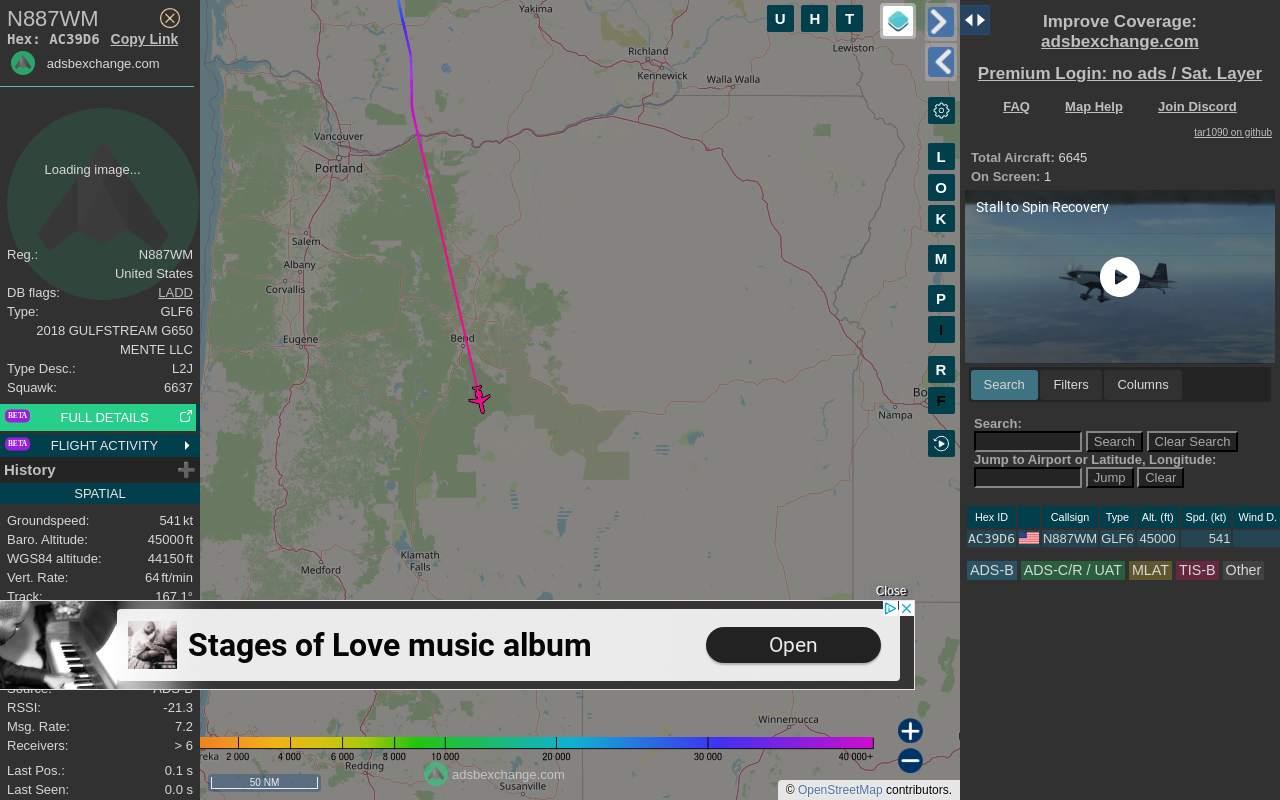 N887WM
Hex: AC39D6 Copy Link
adsbexchange.com
Loading image...
Reg.: N887WM
United States
DB flags: LADD
Type: GLF6
2018 GULFSTREAM G650
MENTE LLC
Type Desc.: L2J
Squawk: 6637
BETA FULL DETAILS
BETA FLIGHT ACTIVITY
History
SPATIAL
Groundspeed: 541 kt
Baro. Altitude: 45000 ft
WGS84 altitude: 44150 ft
Vert. Rate: 64 ft/min
Track: 167.1°
Source: ADS-B
RSSI: -21.3
Msg. Rate: 7.2
Receivers: > 6
Last Pos.: 0.1 s
Last Seen: 0.0 s
Yakima
U H T
Lewiston
Richland
Kennewick
Walla Walla
Vancouver
Portland
Salem
Albany
Corvallis
Eugene
Bend
Nampa
Bo
Klamath
Falls
Medford
L
O
K
M
P
I
R
F
Close
Stages of Love music album
Open
Winnemucca
reka
2 000 4 000 6 000 8 000 10 000 20 000 30 000 40 000+
Redding
adsbexchange.com
50 NM
Susanville
© OpenStreetMap contributors.
Improve Coverage:
adsbexchange.com
Premium Login: no ads / Sat. Layer
FAQ Map Help Join Discord
tar1090 on github
Total Aircraft: 6645
On Screen: 1
Stall to Spin Recovery
Search Filters Columns
Search:
Search Clear Search
Jump to Airport or Latitude, Longitude:
Jump Clear
Hex ID Callsign Type Alt. (ft) Spd. (kt) Wind D.
AC39D6 N887WM GLF6 45000 541
ADS-B ADS-C/R / UAT MLAT TIS-B Other